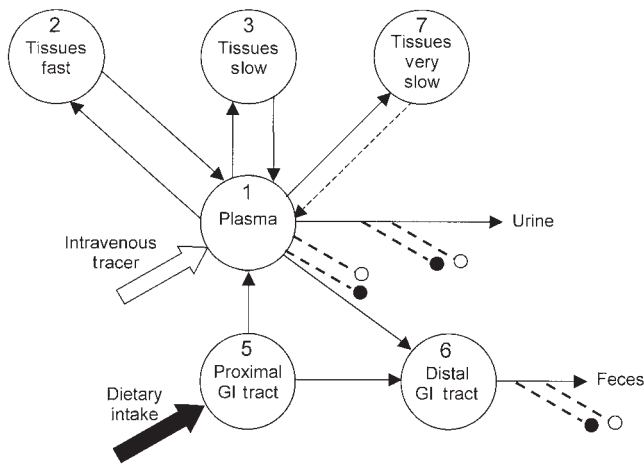 2
Tissues
fast
3
Tissues
slow
7
Tissues
very
slow
1
Plasma
Urine
Intravenous
tracer
5
Proximal
GI tract
6
Distal
GI tract
Feces
Dietary
intake